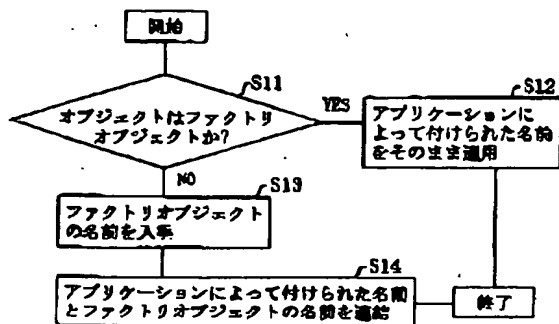 開始
S11
オブジェクトはファクトリ
オブジェクトか?
YES
S12
アプリケーションに
よって付けられた名前
をそのまま適用
NO
S13
ファクトリオブジェクト
の名前を入手
S14
アプリケーションによって付けられた名前
とファクトリオブジェクトの名前を連結
終了